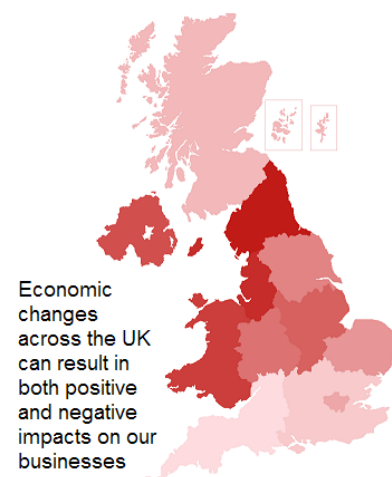 Economic
changes
across the UK
can result in
both positive
and negative
impacts on our
businesses